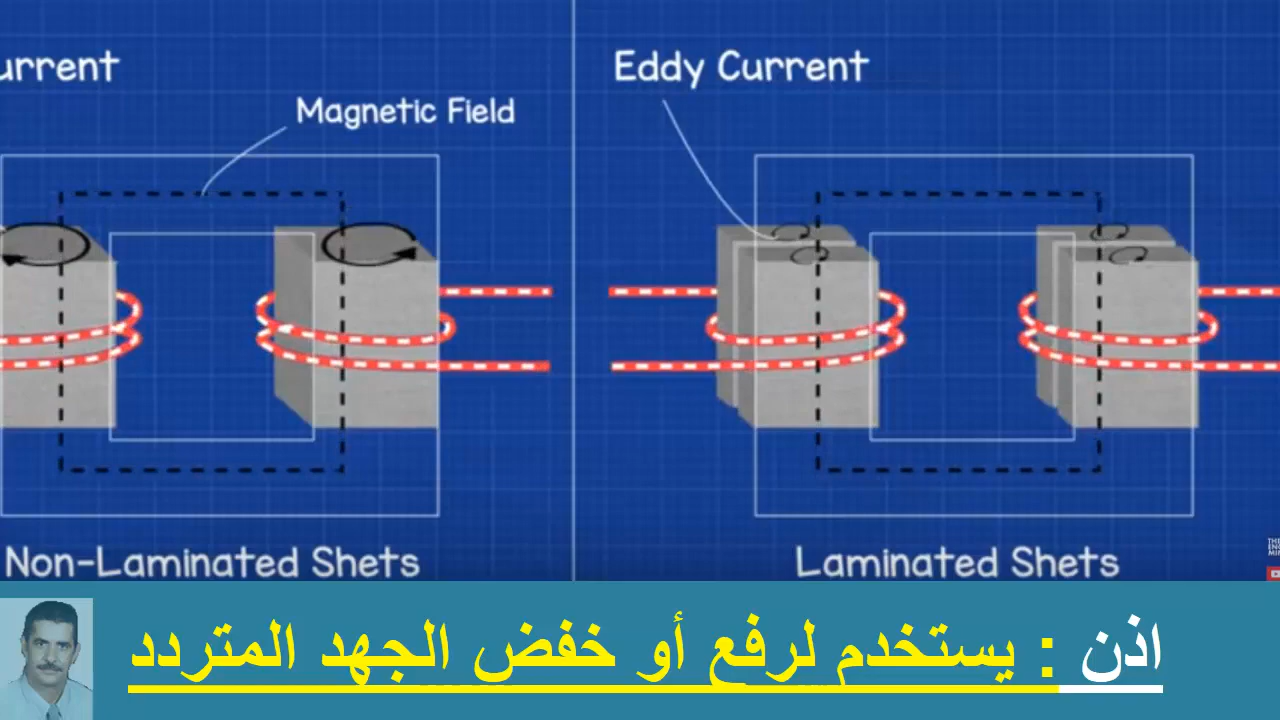 urrent
Magnetic Field
Eddy Current
Non-Laminated Shets
Laminated Shets
اذن : يستخدم لرفع أو خفض الجهد المتردد